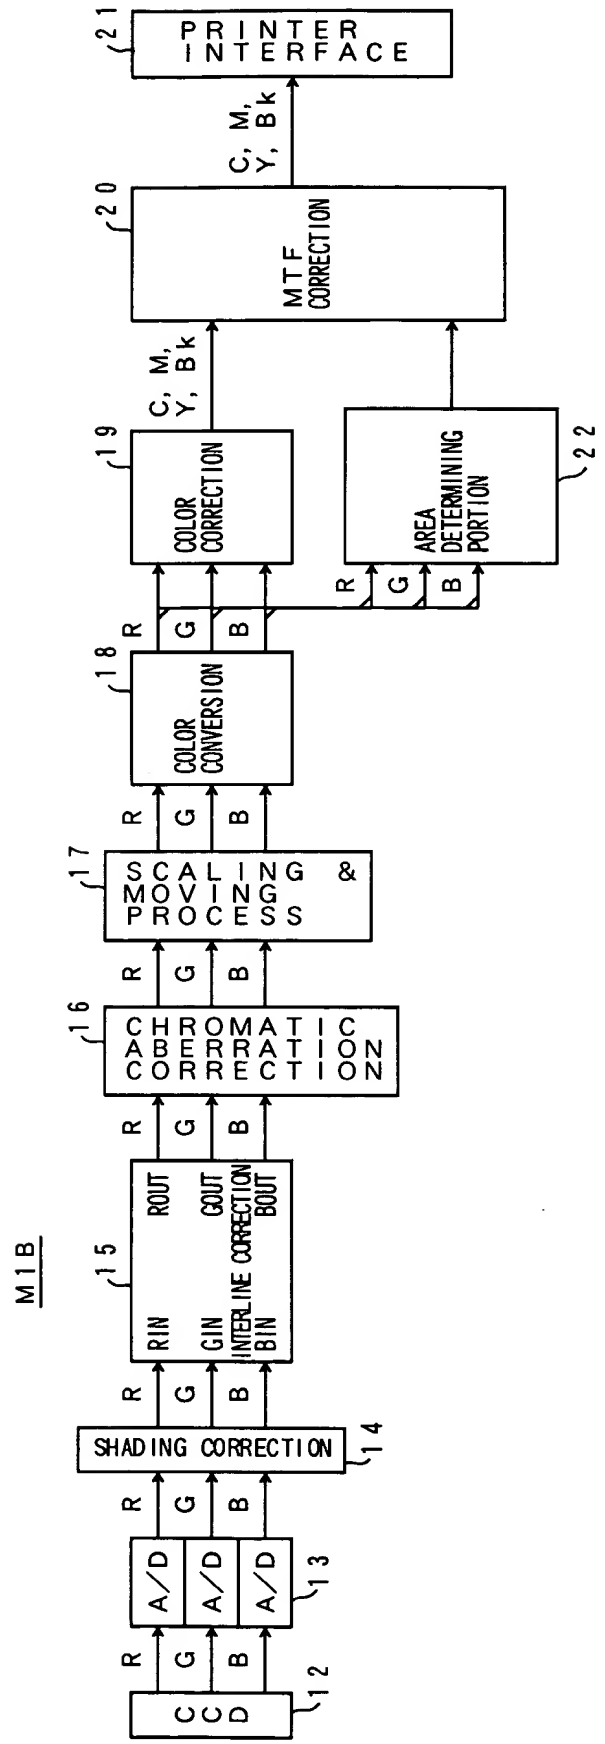 M1B
CCD
12
R
G
B
A/D
A/D
A/D
13
R
G
B
SHADING CORRECTION
14
R
G
B
15
RIN
ROUT
GIN
GOUT
INTERLINE CORRECTION
BIN
BOUT
R
G
B
16
CHROMATIC
ABERRATION
CORRECTION
R
G
B
17
SCALING &
MOVING
PROCESS
R
G
B
18
COLOR
CONVERSION
R
G
B
19
COLOR
CORRECTION
R
G
B
AREA
DETERMINING
PORTION
22
C, M,
Y, Bk
20
MTF
CORRECTION
C, M,
Y, Bk
21
PRINTER
INTERFACE